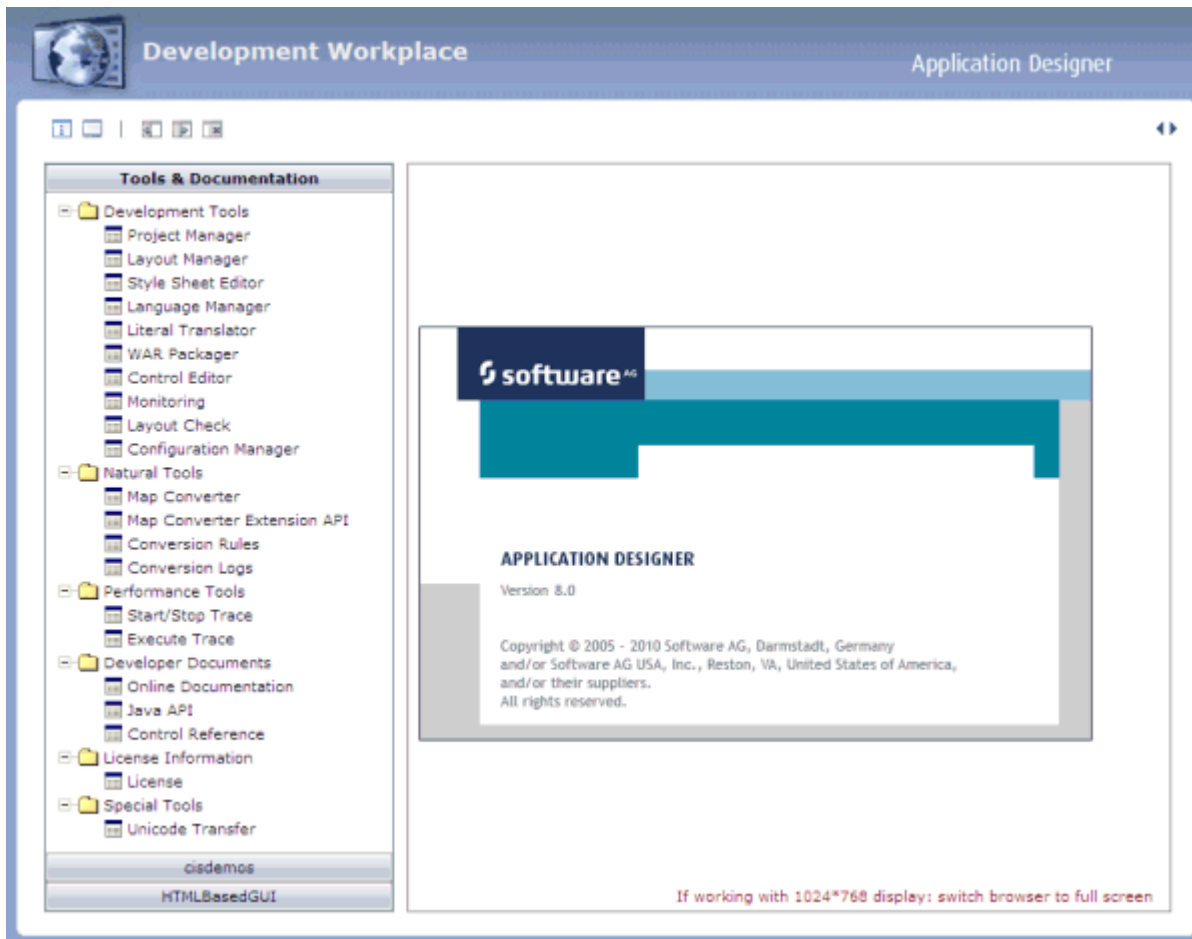 Development Workplace
Application Designer
Tools & Documentation
Development Tools
Project Manager
Layout Manager
Style Sheet Editor
Language Manager
Literal Translator
WAR Packager
Control Editor
Monitoring
Layout Check
Configuration Manager
Natural Tools
Map Converter
Map Converter Extension API
Conversion Rules
Conversion Logs
Performance Tools
Start/Stop Trace
Execute Trace
Developer Documents
Online Documentation
Java API
Control Reference
License Information
License
Special Tools
Unicode Transfer
cisdemos
HTMLBasedGUI
software AG
APPLICATION DESIGNER
Version 8.0
Copyright © 2005 - 2010 Software AG, Darmstadt, Germany
and/or Software AG USA, Inc., Reston, VA, United States of America,
and/or their suppliers.
All rights reserved.
If working with 1024*768 display: switch browser to full screen